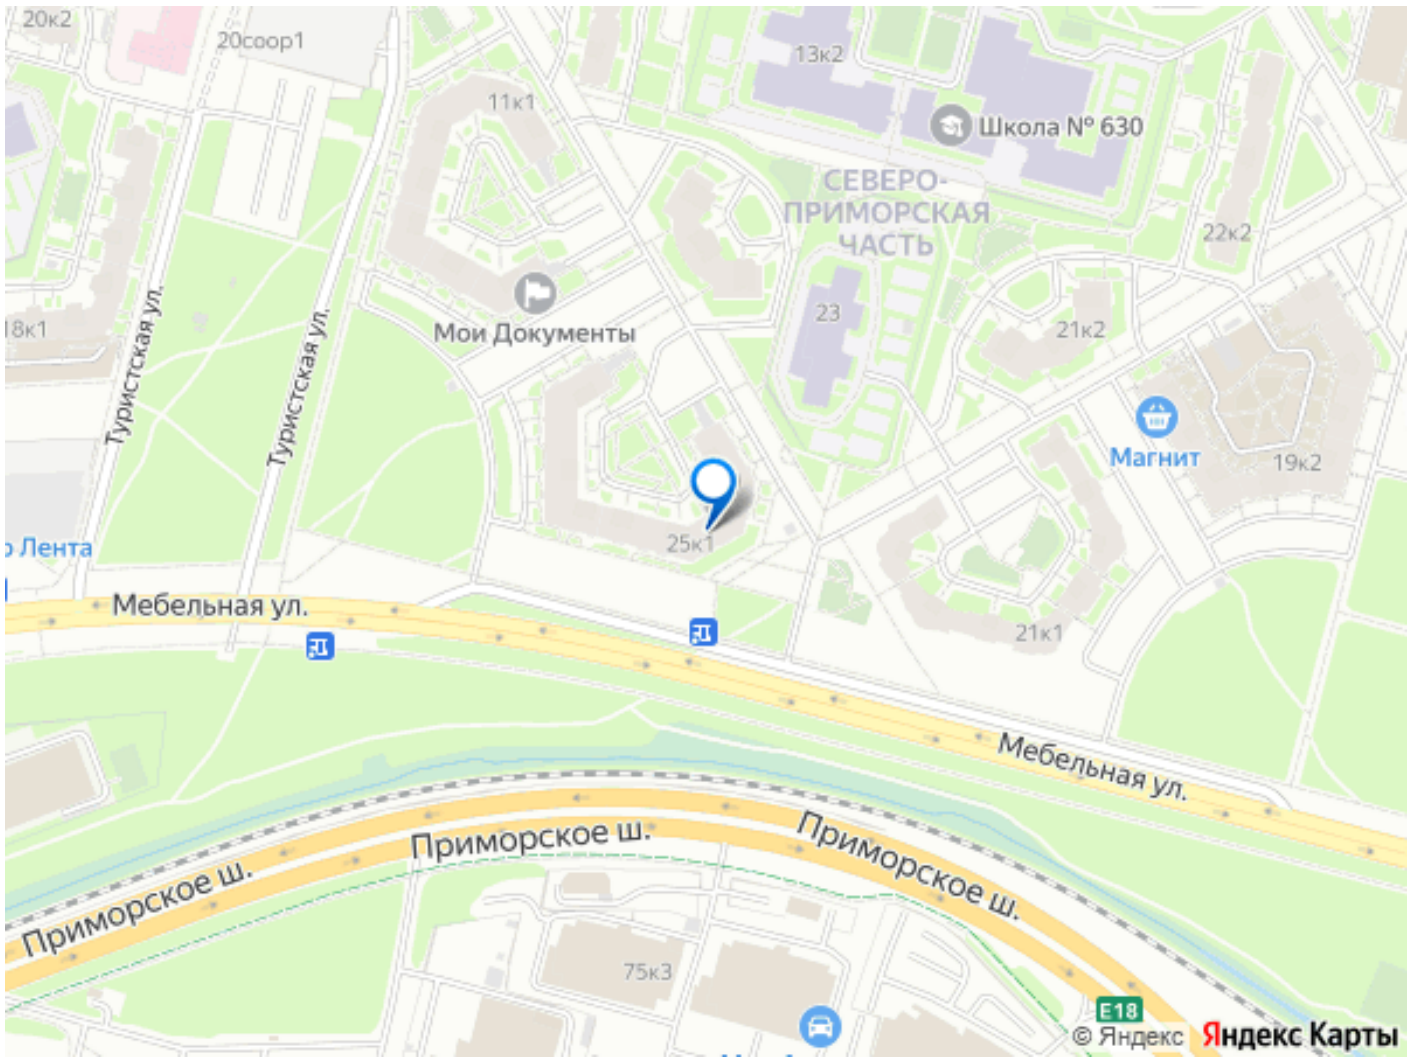 20к2
20соор1
13к2
11к1
Школа № 630
СЕВЕРО-
ПРИМОРСКАЯ
ЧАСТЬ
22к2
Мои Документы
23
21к2
18к1
Туристская ул.
Туристская ул.
Магнит
19к2
25к1
Лента
Мебельная ул.
21к1
Мебельная ул.
Приморское ш.
Приморское ш.
Приморское ш.
75к3
E18
© Яндекс
Яндекс Карты